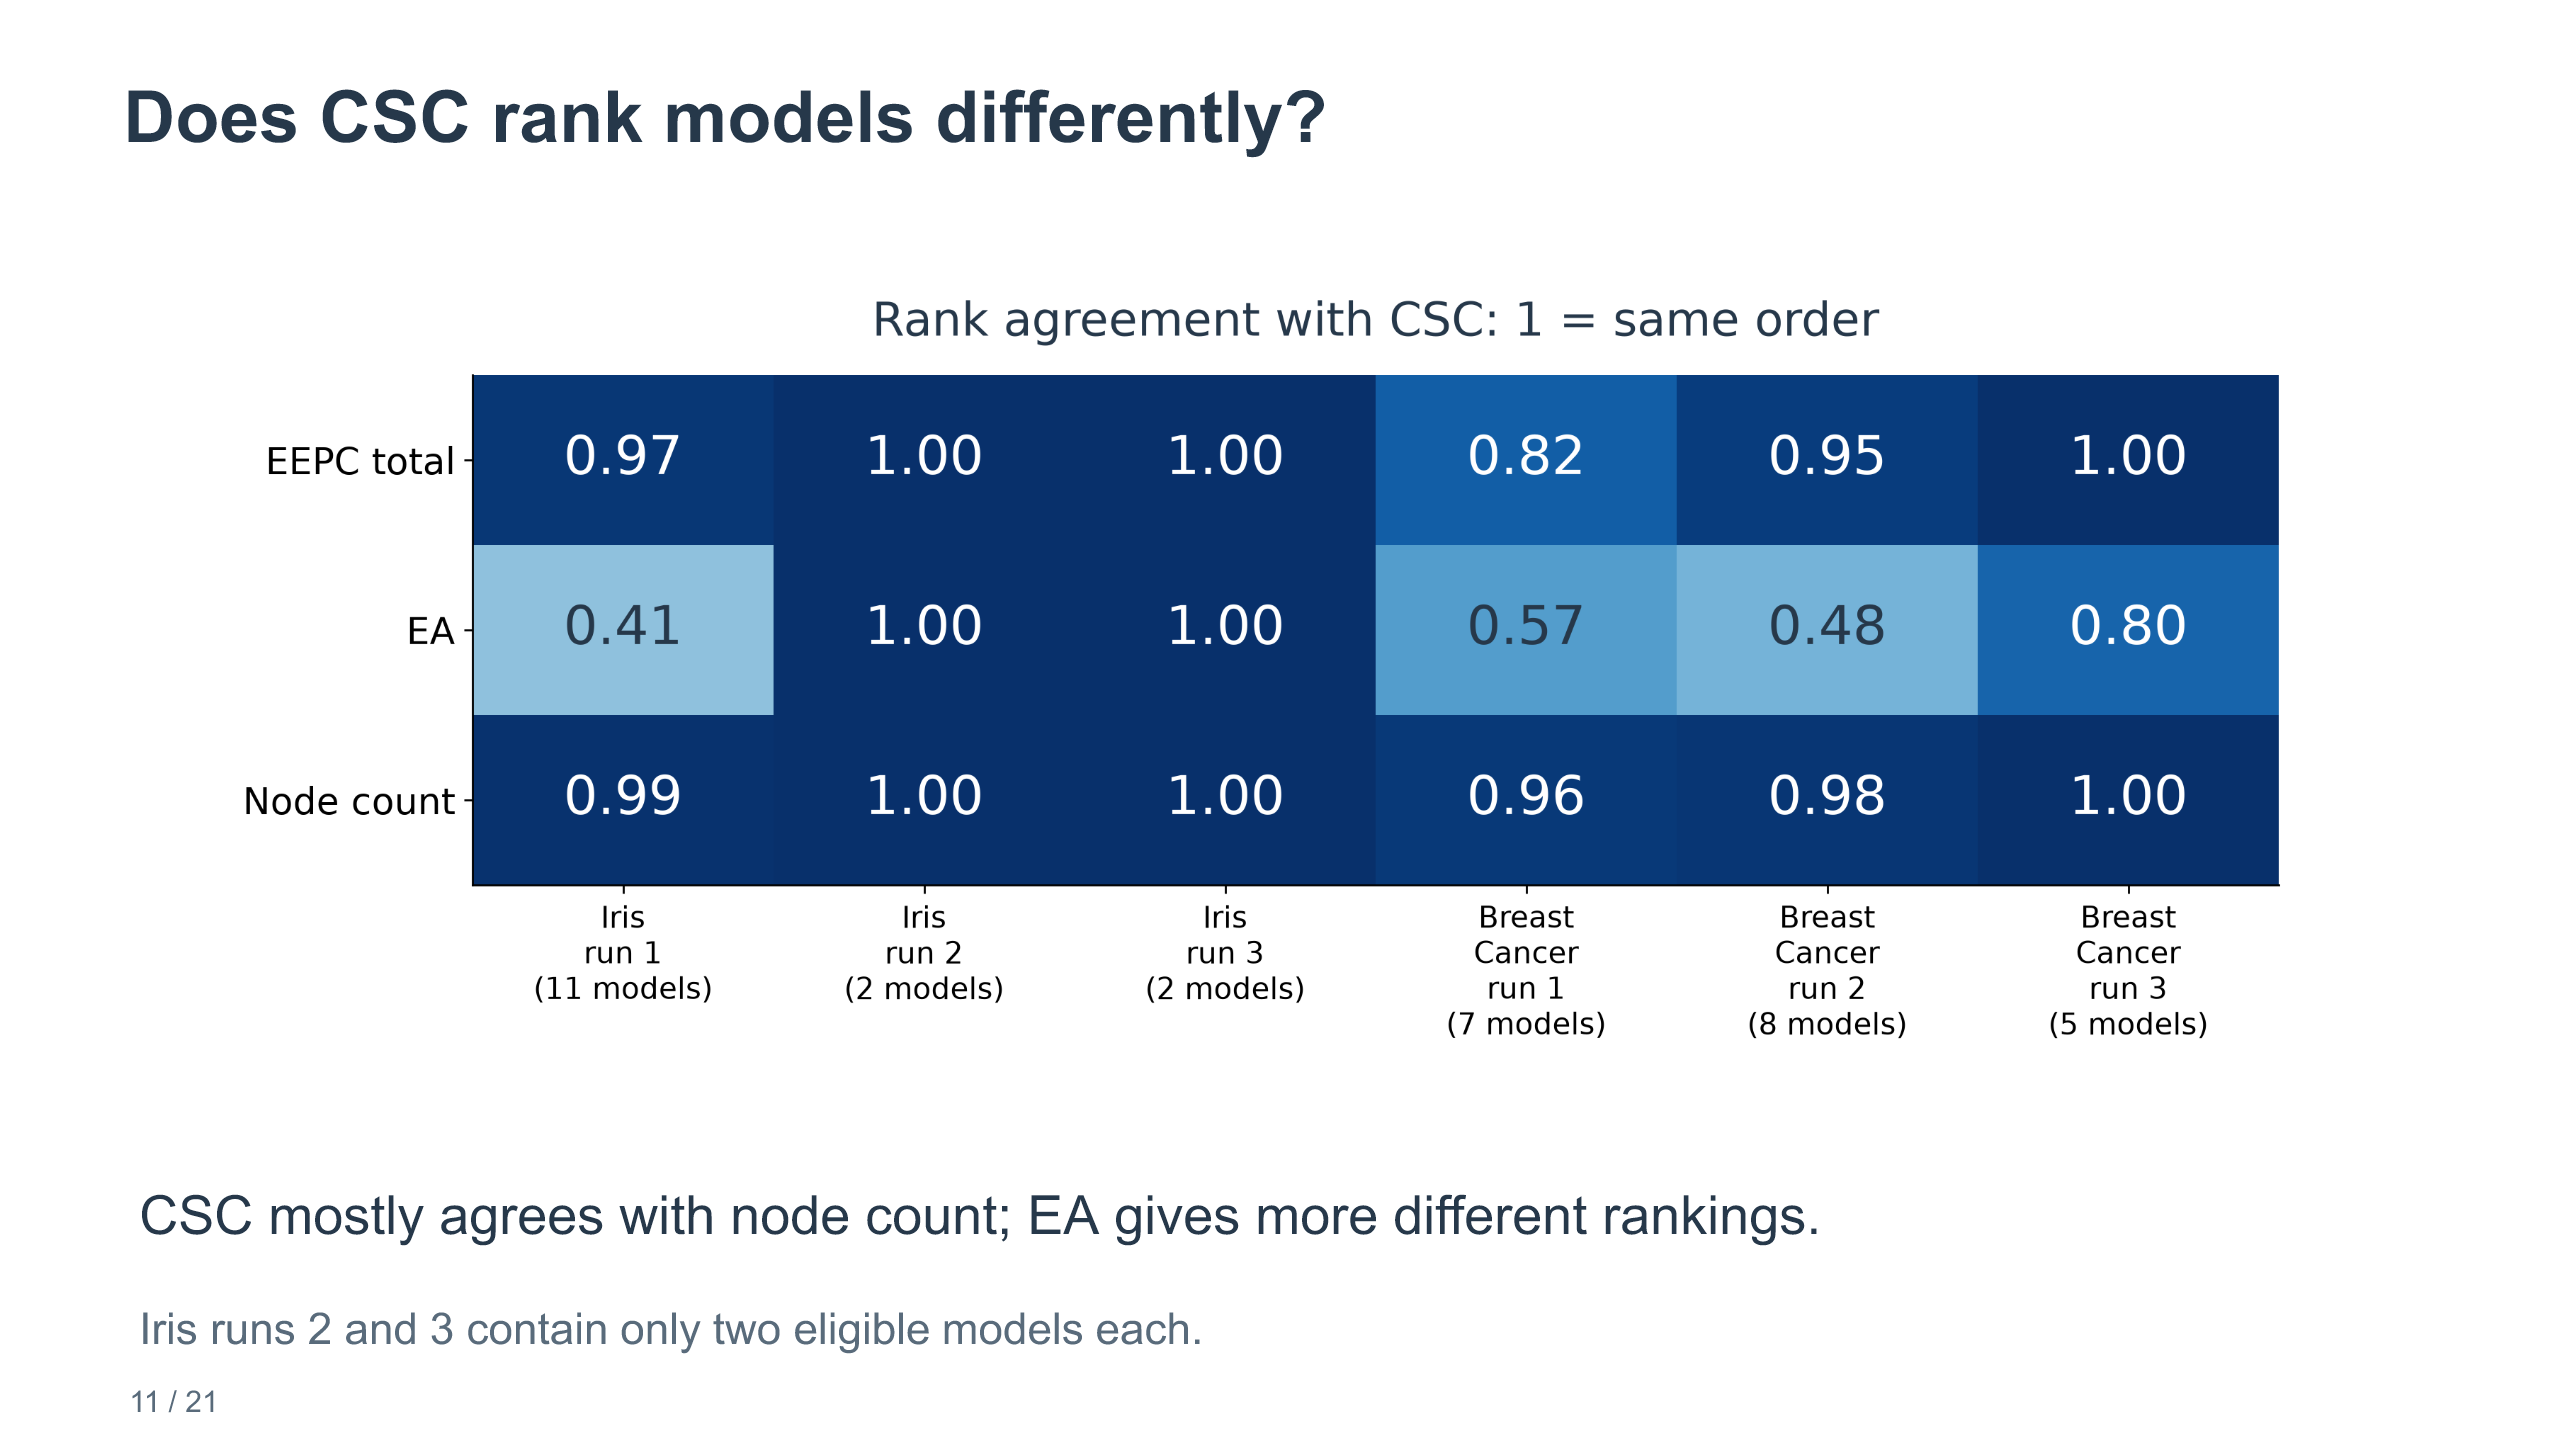 Does CSC rank models differently?
Rank agreement with CSC: 1 = same order
EEPC total 0.97 1.00 1.00 0.82 0.95 1.00
EA 0.41 1.00 1.00 0.57 0.48 0.80
Node count 0.99 1.00 1.00 0.96 0.98 1.00
Iris
run 1
(11 models)
Iris
run 2
(2 models)
Iris
run 3
(2 models)
Breast
Cancer
run 1
(7 models)
Breast
Cancer
run 2
(8 models)
Breast
Cancer
run 3
(5 models)
CSC mostly agrees with node count; EA gives more different rankings.
Iris runs 2 and 3 contain only two eligible models each.
11 / 21